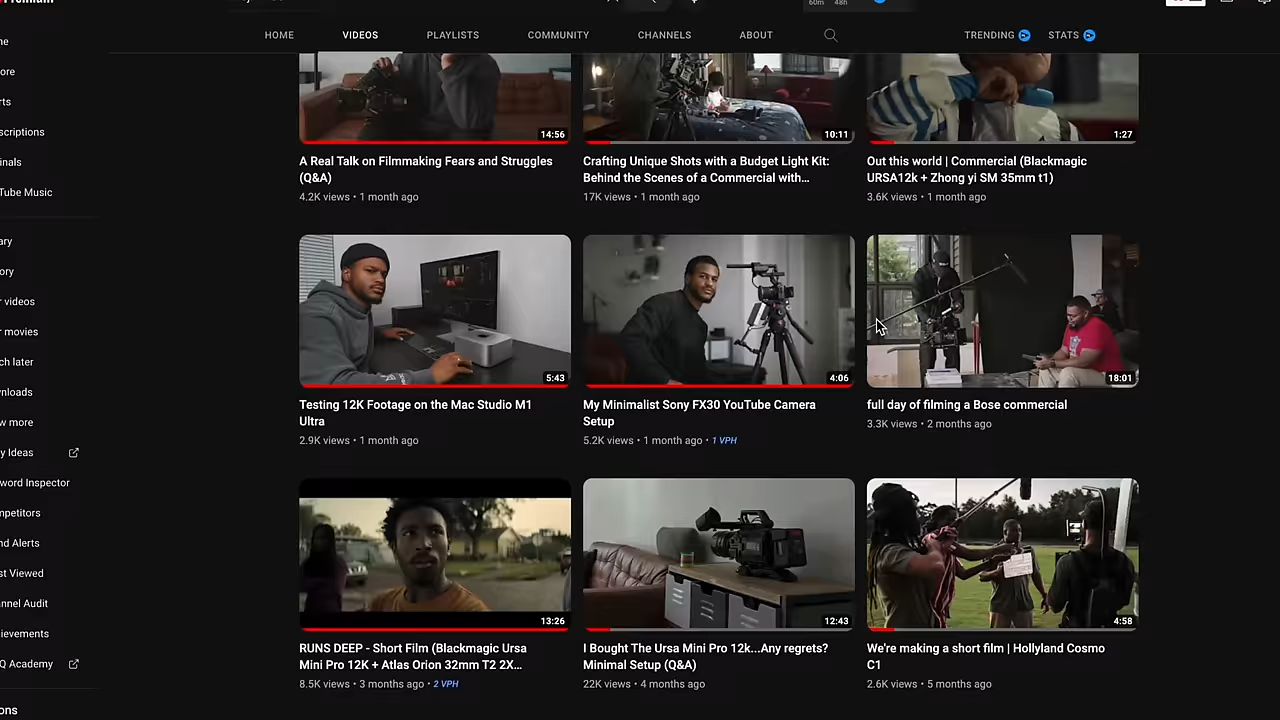 60m 48h
HOME VIDEOS PLAYLISTS COMMUNITY CHANNELS ABOUT TRENDING STATS
ne
ore
rts
scriptions
inals
Tube Music
ary
ory
r videos
r movies
ch later
wnloads
w more
y Ideas
word Inspector
mpetitors
nd Alerts
st Viewed
annel Audit
ievements
Q Academy
ons
14:56
A Real Talk on Filmmaking Fears and Struggles
(Q&A)
4.2K views • 1 month ago
10:11
Crafting Unique Shots with a Budget Light Kit:
Behind the Scenes of a Commercial with...
17K views • 1 month ago
1:27
Out this world | Commercial (Blackmagic
URSA12k + Zhong yi SM 35mm t1)
3.6K views • 1 month ago
5:43
Testing 12K Footage on the Mac Studio M1
Ultra
2.9K views • 1 month ago
4:06
My Minimalist Sony FX30 YouTube Camera
Setup
5.2K views • 1 month ago • 1 VPH
18:01
full day of filming a Bose commercial
3.3K views • 2 months ago
13:26
RUNS DEEP - Short Film (Blackmagic Ursa
Mini Pro 12K + Atlas Orion 32mm T2 2X...
8.5K views • 3 months ago • 2 VPH
12:43
I Bought The Ursa Mini Pro 12k...Any regrets?
Minimal Setup (Q&A)
22K views • 4 months ago
4:58
We're making a short film | Hollyland Cosmo
C1
2.6K views • 5 months ago